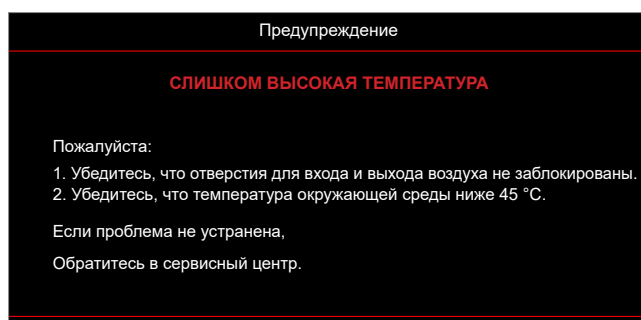 Предупреждение
СЛИШКОМ ВЫСОКАЯ ТЕМПЕРАТУРА
Пожалуйста:
1. Убедитесь, что отверстия для входа и выхода воздуха не заблокированы.
2. Убедитесь, что температура окружающей среды ниже 45 °C.
Если проблема не устранена,
Обратитесь в сервисный центр.